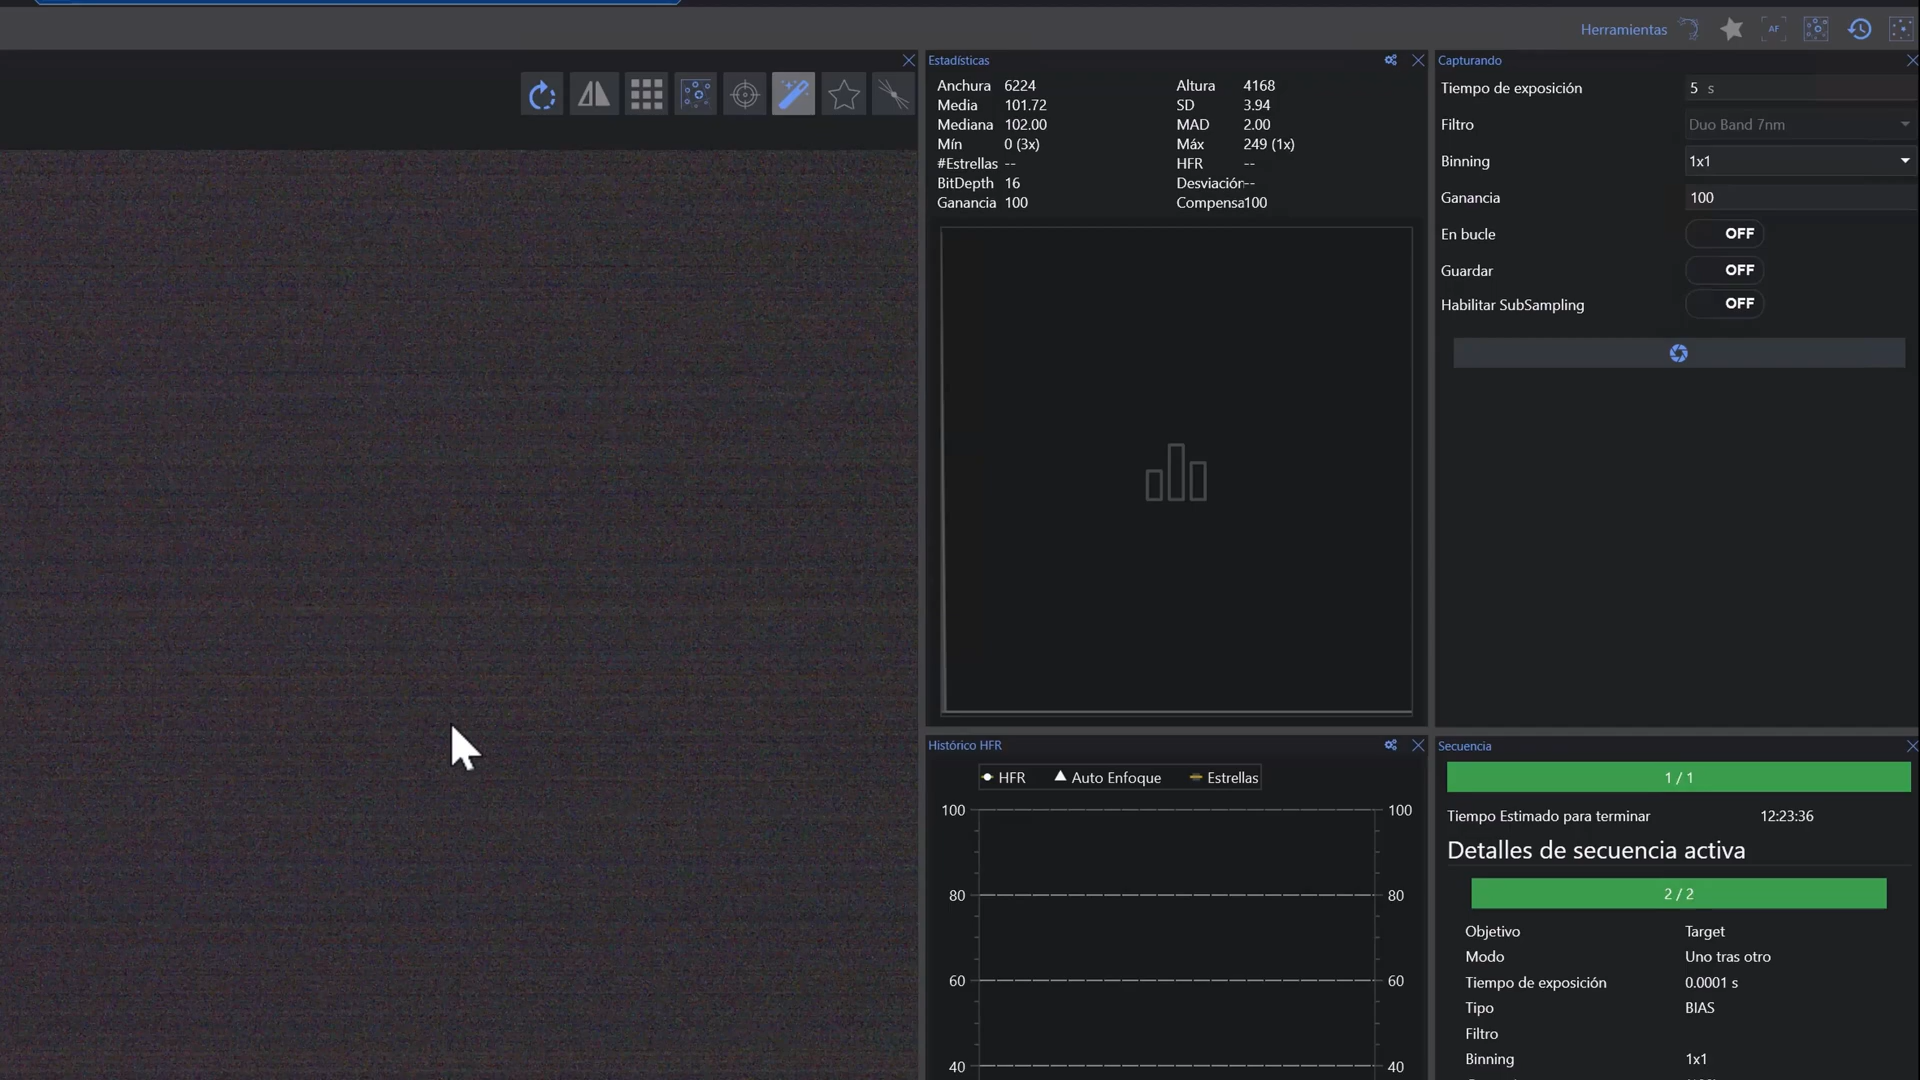 Herramientas
AF
Estadísticas
Anchura 6224 Altura 4168
Media 101.72 SD 3.94
Mediana 102.00 MAD 2.00
Mín 0 (3x) Máx 249 (1x)
#Estrellas -- HFR --
BitDepth 16 Desviación--
Ganancia 100 Compensa100
Capturando
Tiempo de exposición 5 s
Filtro Duo Band 7nm
Binning 1x1
Ganancia 100
En bucle OFF
Guardar OFF
Habilitar SubSampling OFF
Histórico HFR
HFR Auto Enfoque Estrellas
100 100
80 80
60 60
40 40
Secuencia
1 / 1
Tiempo Estimado para terminar 12:23:36
Detalles de secuencia activa
2 / 2
Objetivo Target
Modo Uno tras otro
Tiempo de exposición 0.0001 s
Tipo BIAS
Filtro
Binning 1x1